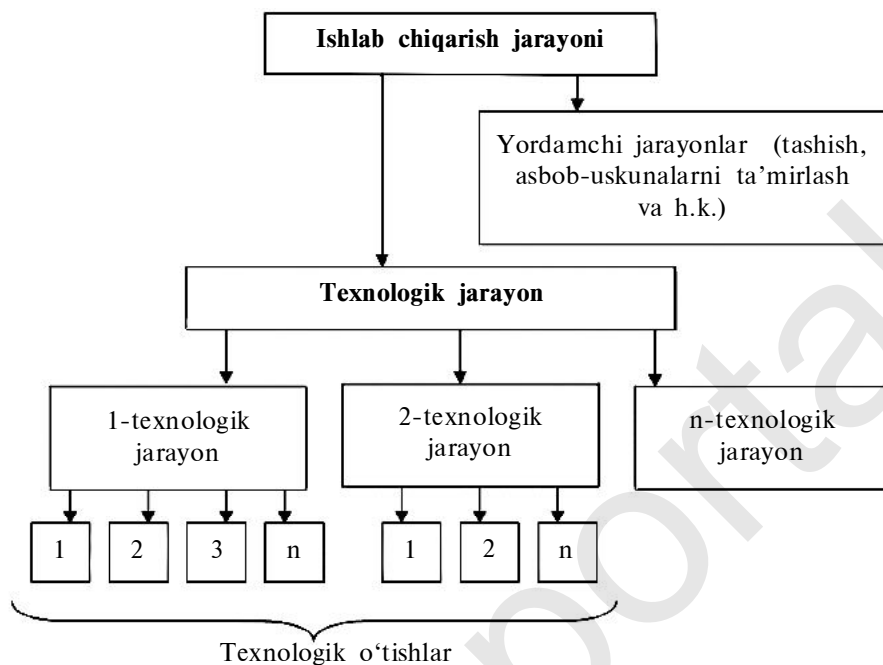 Ishlab chiqarish jarayoni
Yordamchi jarayonlar (tashish,
asbob-uskunalarni ta’mirlash
va h.k.)
Texnologik jarayon
1-texnologik
jarayon
2-texnologik
jarayon
n-texnologik
jarayon
1 2 3 n 1 2 n
Texnologik o‘tishlar
portal